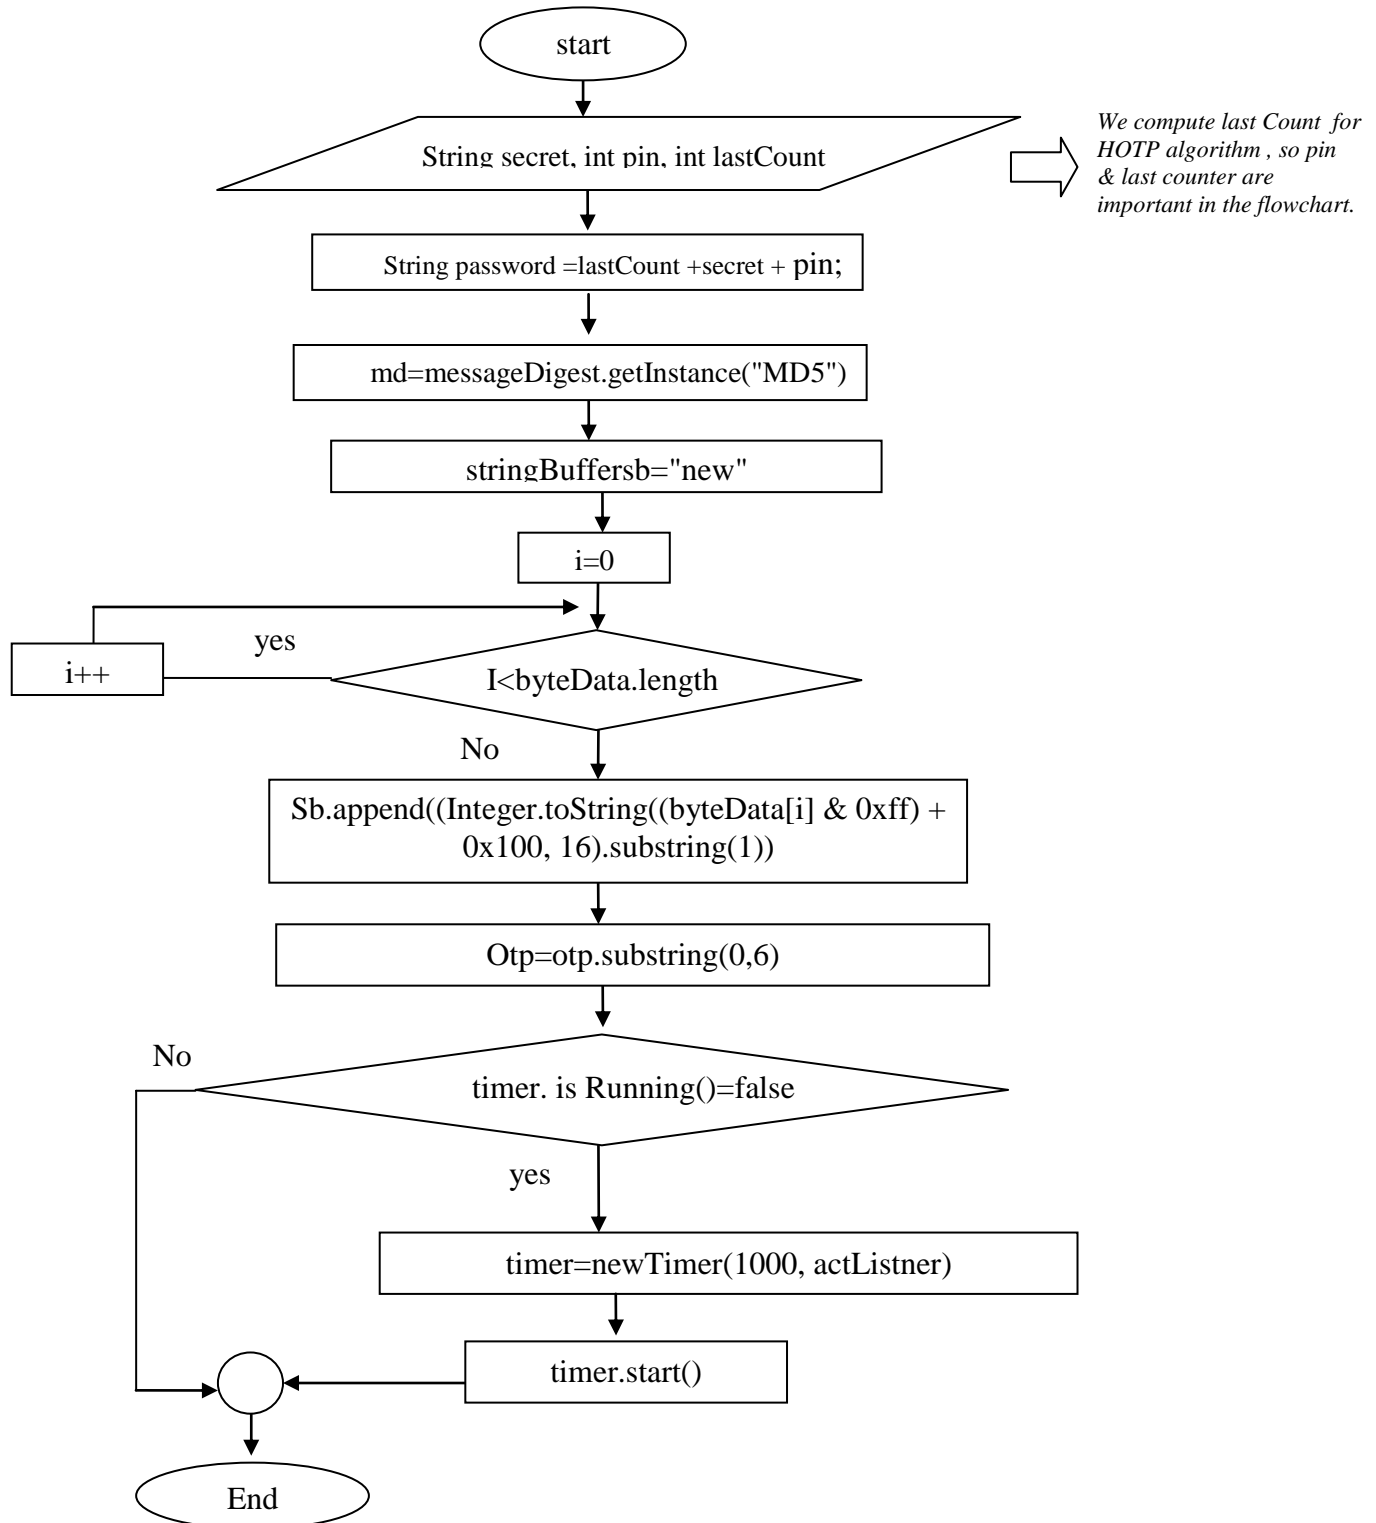 start
String secret, int pin, int lastCount
We compute last Count for
HOTP algorithm , so pin
& last counter are
important in the flowchart.
String password =lastCount +secret + pin;
md=messageDigest.getInstance("MD5")
stringBuffersb="new"
i=0
yes
i++
I<byteData.length
No
Sb.append((Integer.toString((byteData[i] & 0xff) +
0x100, 16).substring(1))
Otp=otp.substring(0,6)
No
timer. is Running()=false
yes
timer=newTimer(1000, actListner)
timer.start()
End